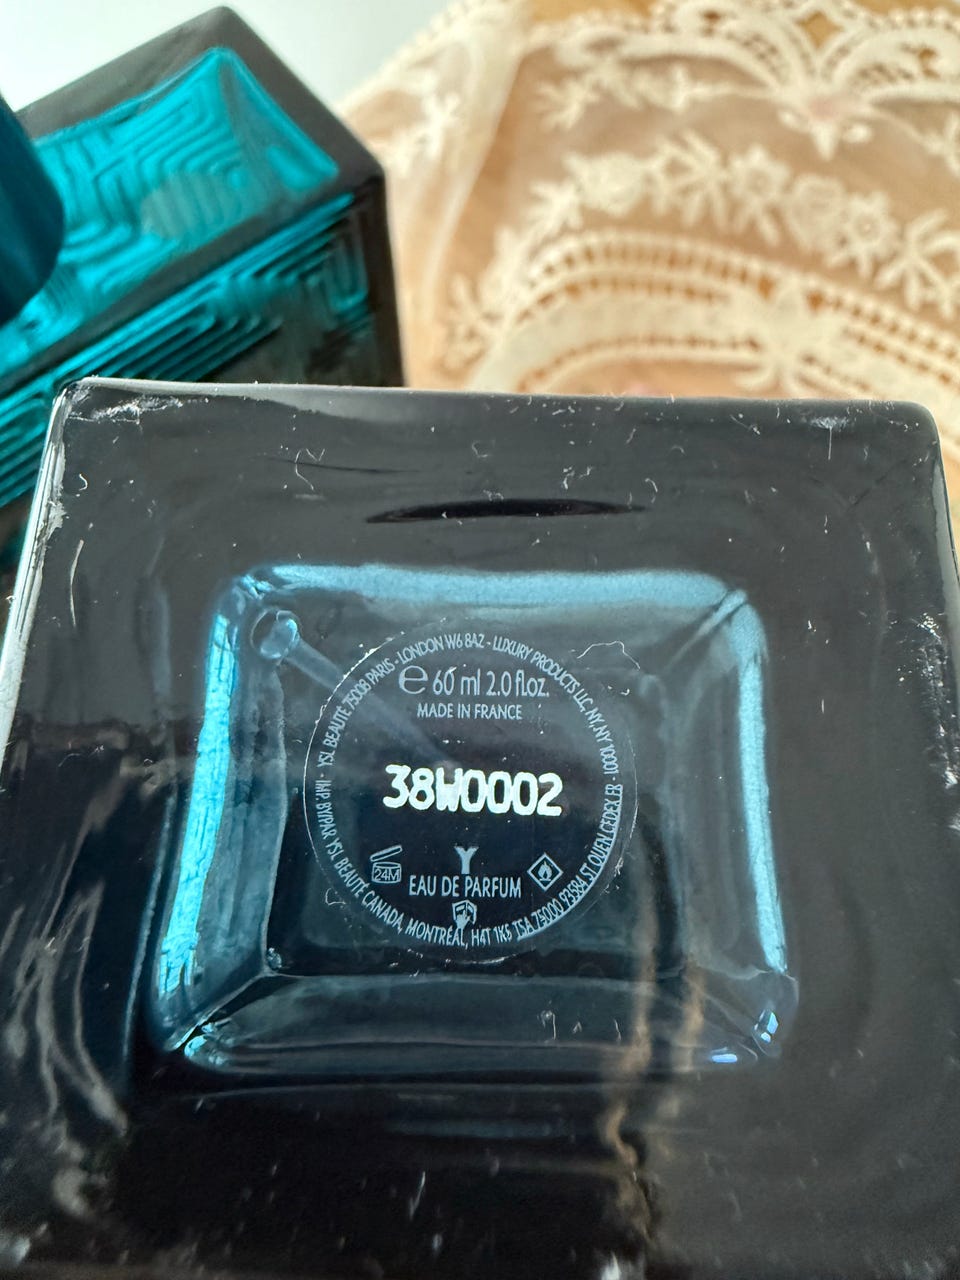 YSL BEAUTÉ 75008 PARIS - LONDON W6 8AZ - LUXURY PRODUCTS LLC, NY, NY 10001 -
℮ 60 ml 2.0 fl.oz.
MADE IN FRANCE
38W0002
24M
Y
EAU DE PARFUM
IMP. BY/PAR YSL BEAUTÉ CANADA, MONTRÉAL, H4T 1K5 TSA 75000 93584 ST OUEN CEDEX FR -